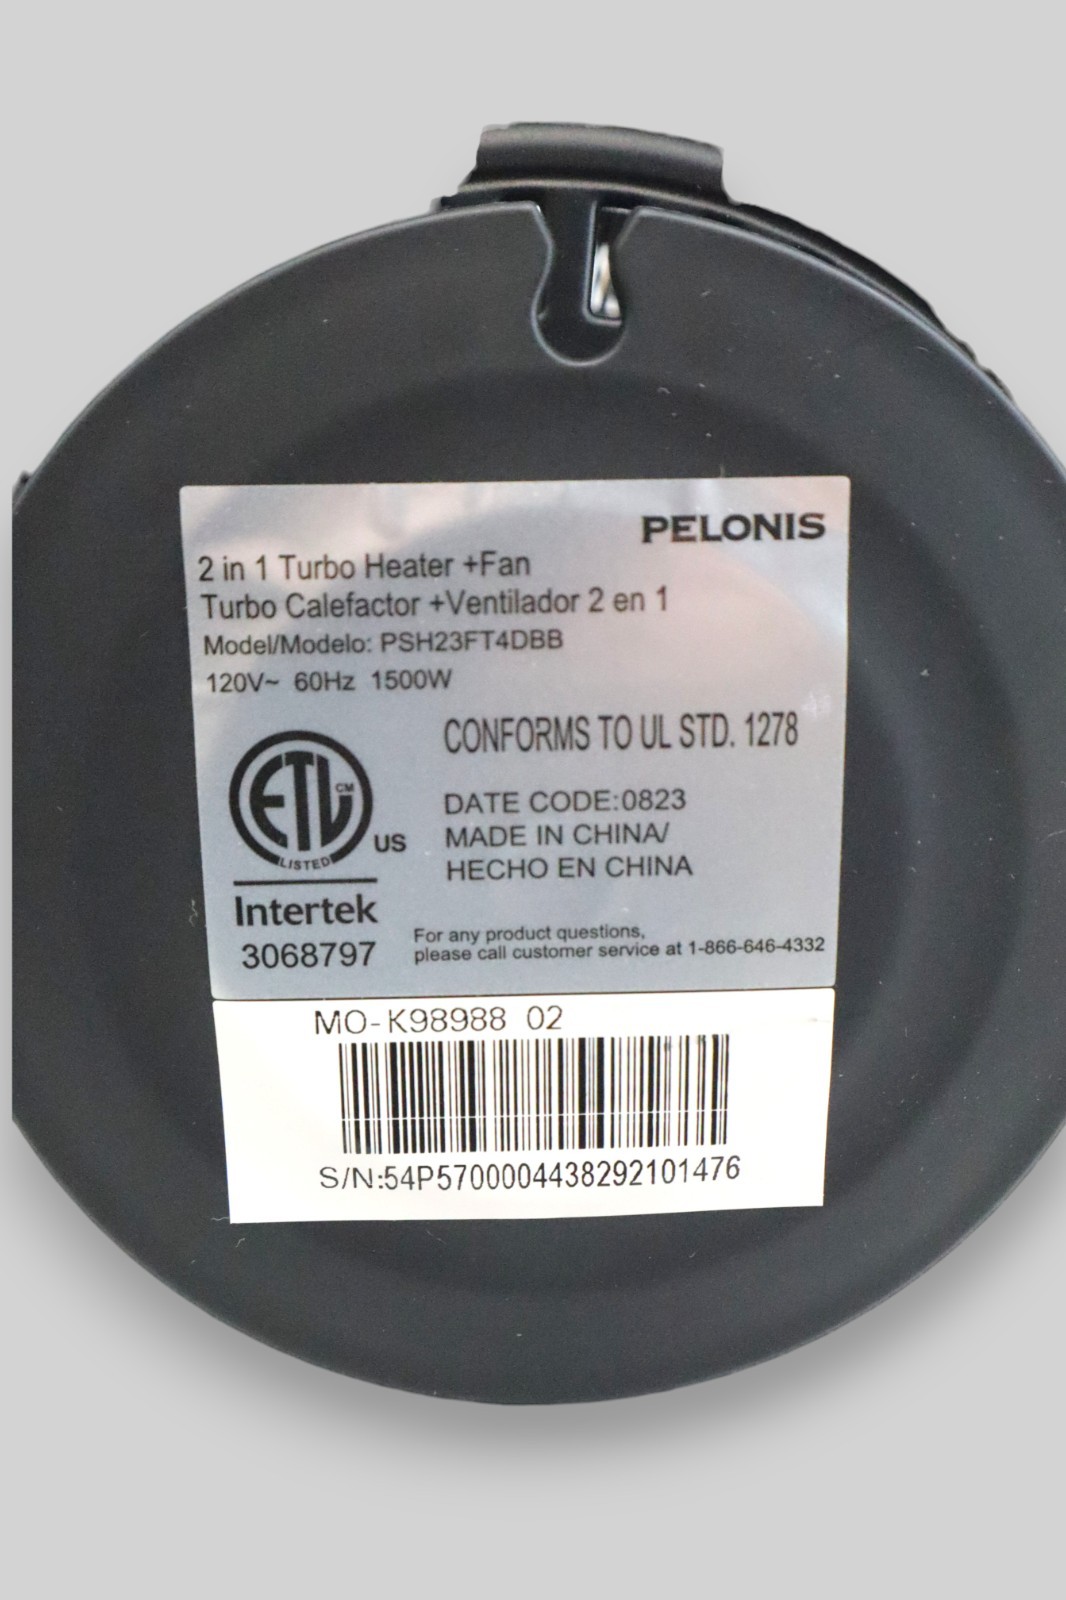 PELONIS
2 in 1 Turbo Heater +Fan
Turbo Calefactor +Ventilador 2 en 1
Model/Modelo: PSH23FT4DBB
120V~ 60Hz 1500W
CONFORMS TO UL STD. 1278
ETL CM
LISTED
US
Intertek
3068797
DATE CODE:0823
MADE IN CHINA/
HECHO EN CHINA
For any product questions,
please call customer service at 1-866-646-4332
MO-K98988 02
S/N:54P5700004438292101476